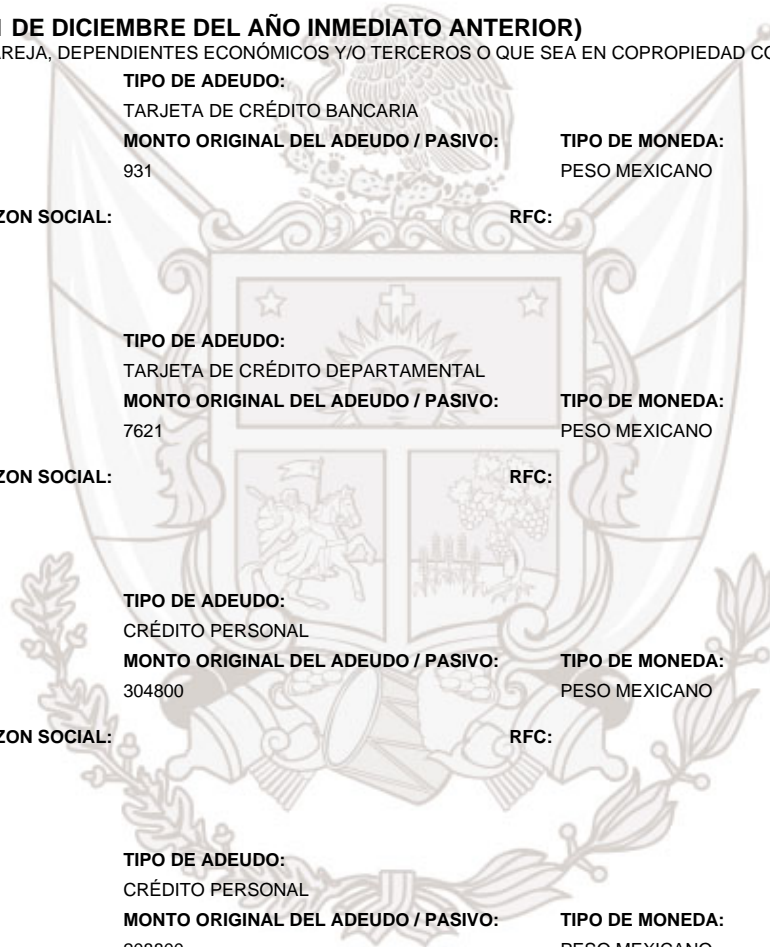 DE DICIEMBRE DEL AÑO INMEDIATO ANTERIOR)
DEPENDIENTES ECONÓMICOS Y/O TERCEROS O QUE SEA EN COPROPIEDAD
TIPO DE ADEUDO:
TARJETA DE CRÉDITO BANCARIA
MONTO ORIGINAL DEL ADEUDO / PASIVO: TIPO DE MONEDA:
931 PESO MEXICANO
SOCIAL: RFC:
TIPO DE ADEUDO:
TARJETA DE CRÉDITO DEPARTAMENTAL
MONTO ORIGINAL DEL ADEUDO / PASIVO: TIPO DE MONEDA:
7621 PESO MEXICANO
SOCIAL: RFC:
TIPO DE ADEUDO:
CRÉDITO PERSONAL
MONTO ORIGINAL DEL ADEUDO / PASIVO: TIPO DE MONEDA:
304800 PESO MEXICANO
SOCIAL: RFC:
TIPO DE ADEUDO:
CRÉDITO PERSONAL
MONTO ORIGINAL DEL ADEUDO / PASIVO: TIPO DE MONEDA:
PESO MEXICANO